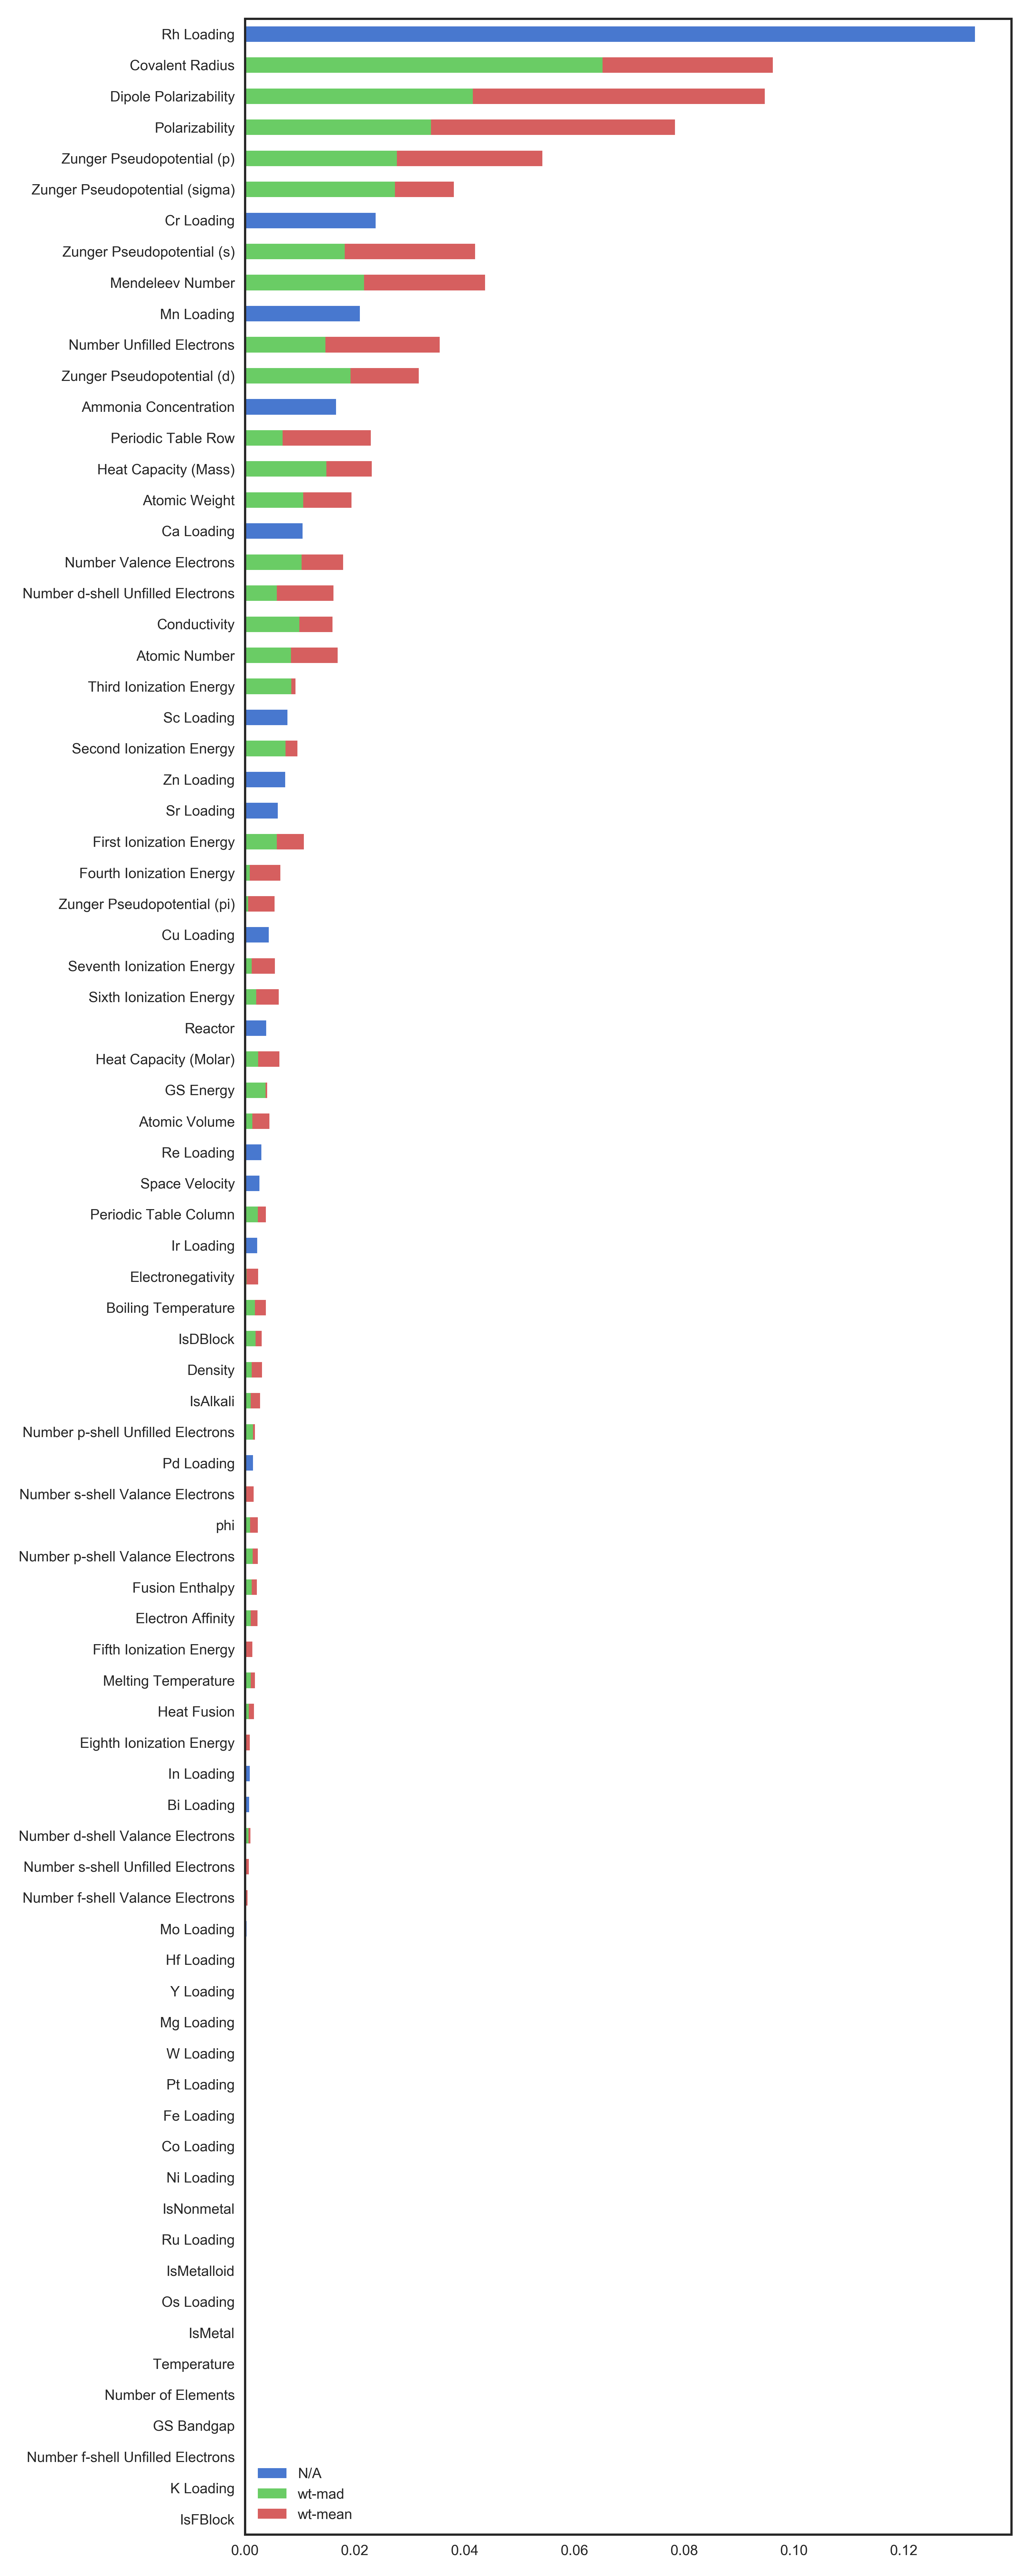 Rh Loading
Covalent Radius
Dipole Polarizability
Polarizability
Zunger Pseudopotential (p)
Zunger Pseudopotential (sigma)
Cr Loading
Zunger Pseudopotential (s)
Mendeleev Number
Mn Loading
Number Unfilled Electrons
Zunger Pseudopotential (d)
Ammonia Concentration
Periodic Table Row
Heat Capacity (Mass)
Atomic Weight
Ca Loading
Number Valence Electrons
Number d-shell Unfilled Electrons
Conductivity
Atomic Number
Third Ionization Energy
Sc Loading
Second Ionization Energy
Zn Loading
Sr Loading
First Ionization Energy
Fourth Ionization Energy
Zunger Pseudopotential (pi)
Cu Loading
Seventh Ionization Energy
Sixth Ionization Energy
Reactor
Heat Capacity (Molar)
GS Energy
Atomic Volume
Re Loading
Space Velocity
Periodic Table Column
Ir Loading
Electronegativity
Boiling Temperature
IsDBlock
Density
IsAlkali
Number p-shell Unfilled Electrons
Pd Loading
Number s-shell Valance Electrons
phi
Number p-shell Valance Electrons
Fusion Enthalpy
Electron Affinity
Fifth Ionization Energy
Melting Temperature
Heat Fusion
Eighth Ionization Energy
In Loading
Bi Loading
Number d-shell Valance Electrons
Number s-shell Unfilled Electrons
Number f-shell Valance Electrons
Mo Loading
Hf Loading
Y Loading
Mg Loading
W Loading
Pt Loading
Fe Loading
Co Loading
Ni Loading
IsNonmetal
Ru Loading
IsMetalloid
Os Loading
IsMetal
Temperature
Number of Elements
GS Bandgap
Number f-shell Unfilled Electrons
K Loading
IsFBlock
N/A
wt-mad
wt-mean
0.00 0.02 0.04 0.06 0.08 0.10 0.12